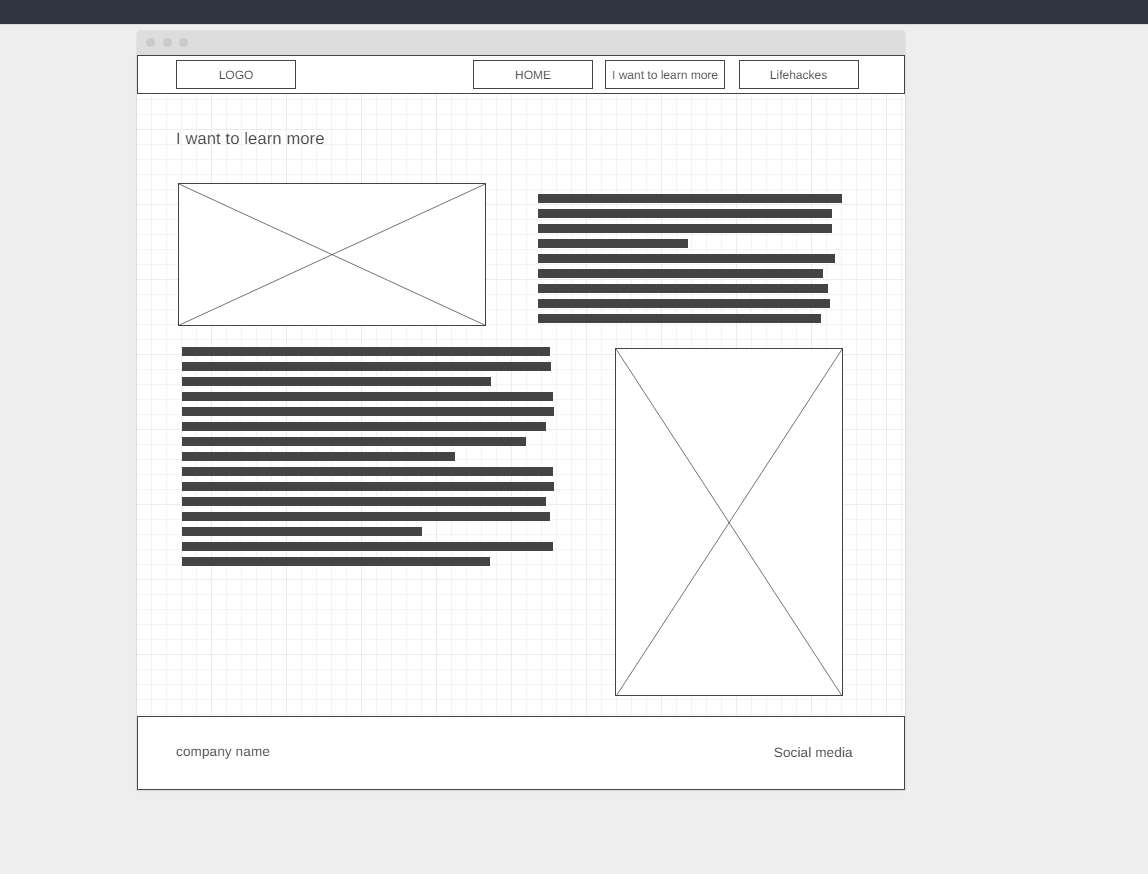 LOGO
HOME
I want to learn more
Lifehackes
I want to learn more
company name
Social media